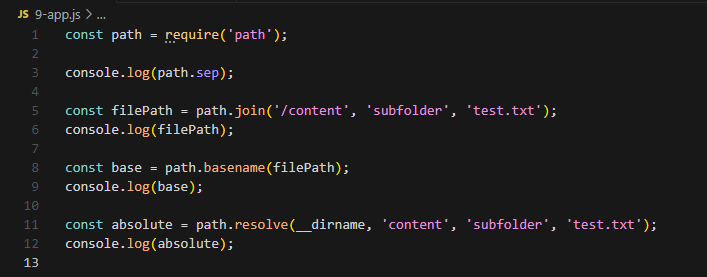 JS 9-app.js > ...
1 const path = require('path');
2
3 console.log(path.sep);
4
5 const filePath = path.join('/content', 'subfolder', 'test.txt');
6 console.log(filePath);
7
8 const base = path.basename(filePath);
9 console.log(base);
10
11 const absolute = path.resolve(__dirname, 'content', 'subfolder', 'test.txt');
12 console.log(absolute);
13